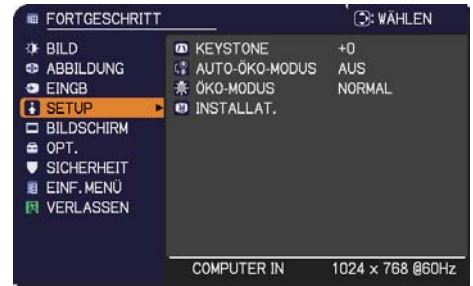 FORTGESCHRITT : WÄHLEN
BILD
ABBILDUNG
EINGB
SETUP
BILDSCHIRM
OPT.
SICHERHEIT
EINF. MENÜ
VERLASSEN
KEYSTONE +0
AUTO-ÖKO-MODUS AUS
ÖKO-MODUS NORMAL
INSTALLAT.
COMPUTER IN 1024 x 768 @60Hz